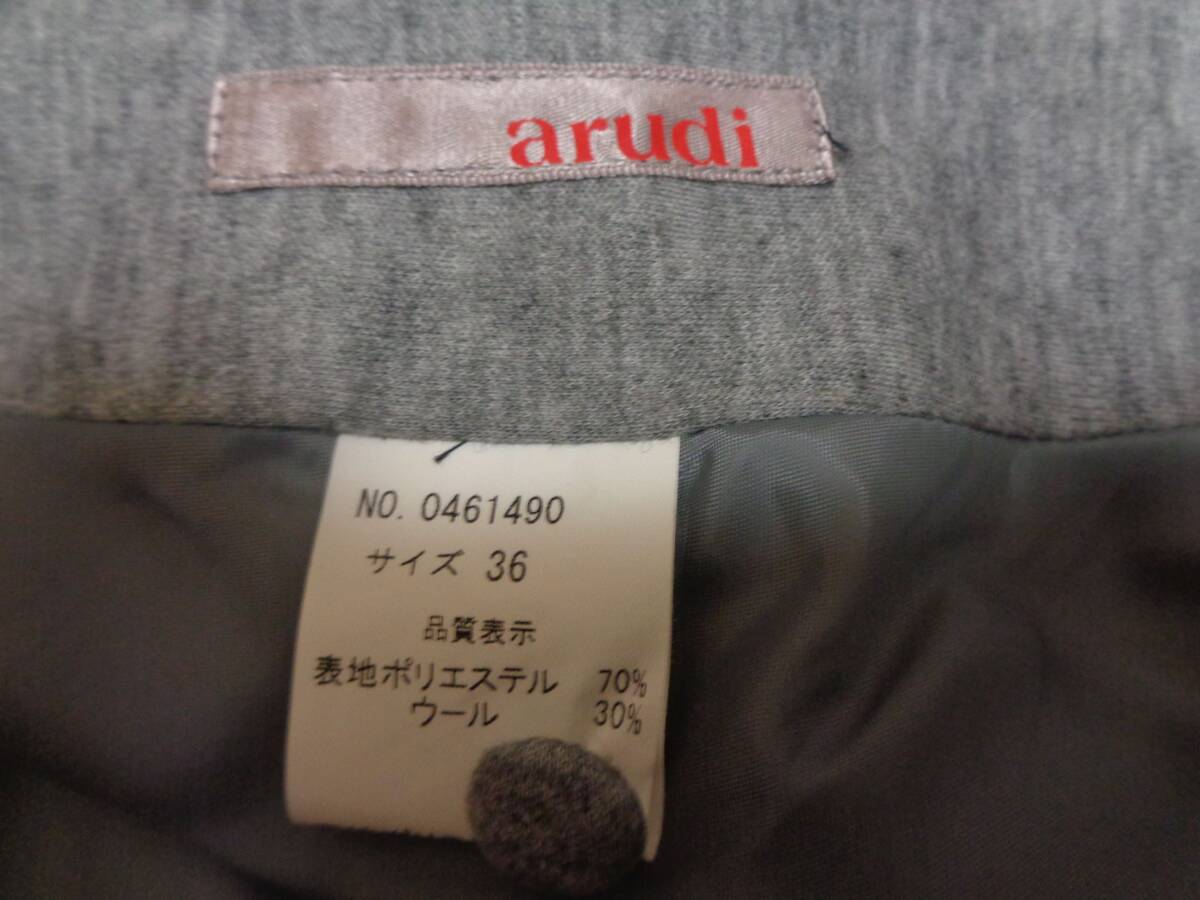 arudi
NO. 0461490
サイズ 36
品質表示
表地ポリエステル 70%
ウール 30%